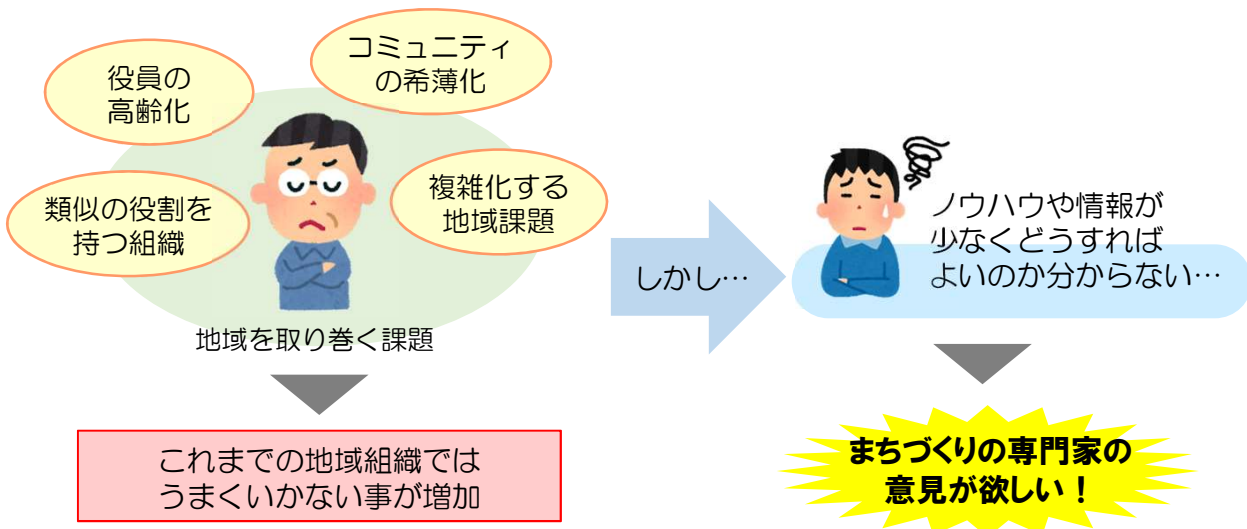 コミュニティ
の希薄化
役員の
高齢化
類似の役割を
持つ組織
複雑化する
地域課題
地域を取り巻く課題
これまでの地域組織では
うまくいかない事が増加
しかし…
ノウハウや情報が
少なくどうすれば
よいのか分からない…
まちづくりの専門家の
意見が欲しい！